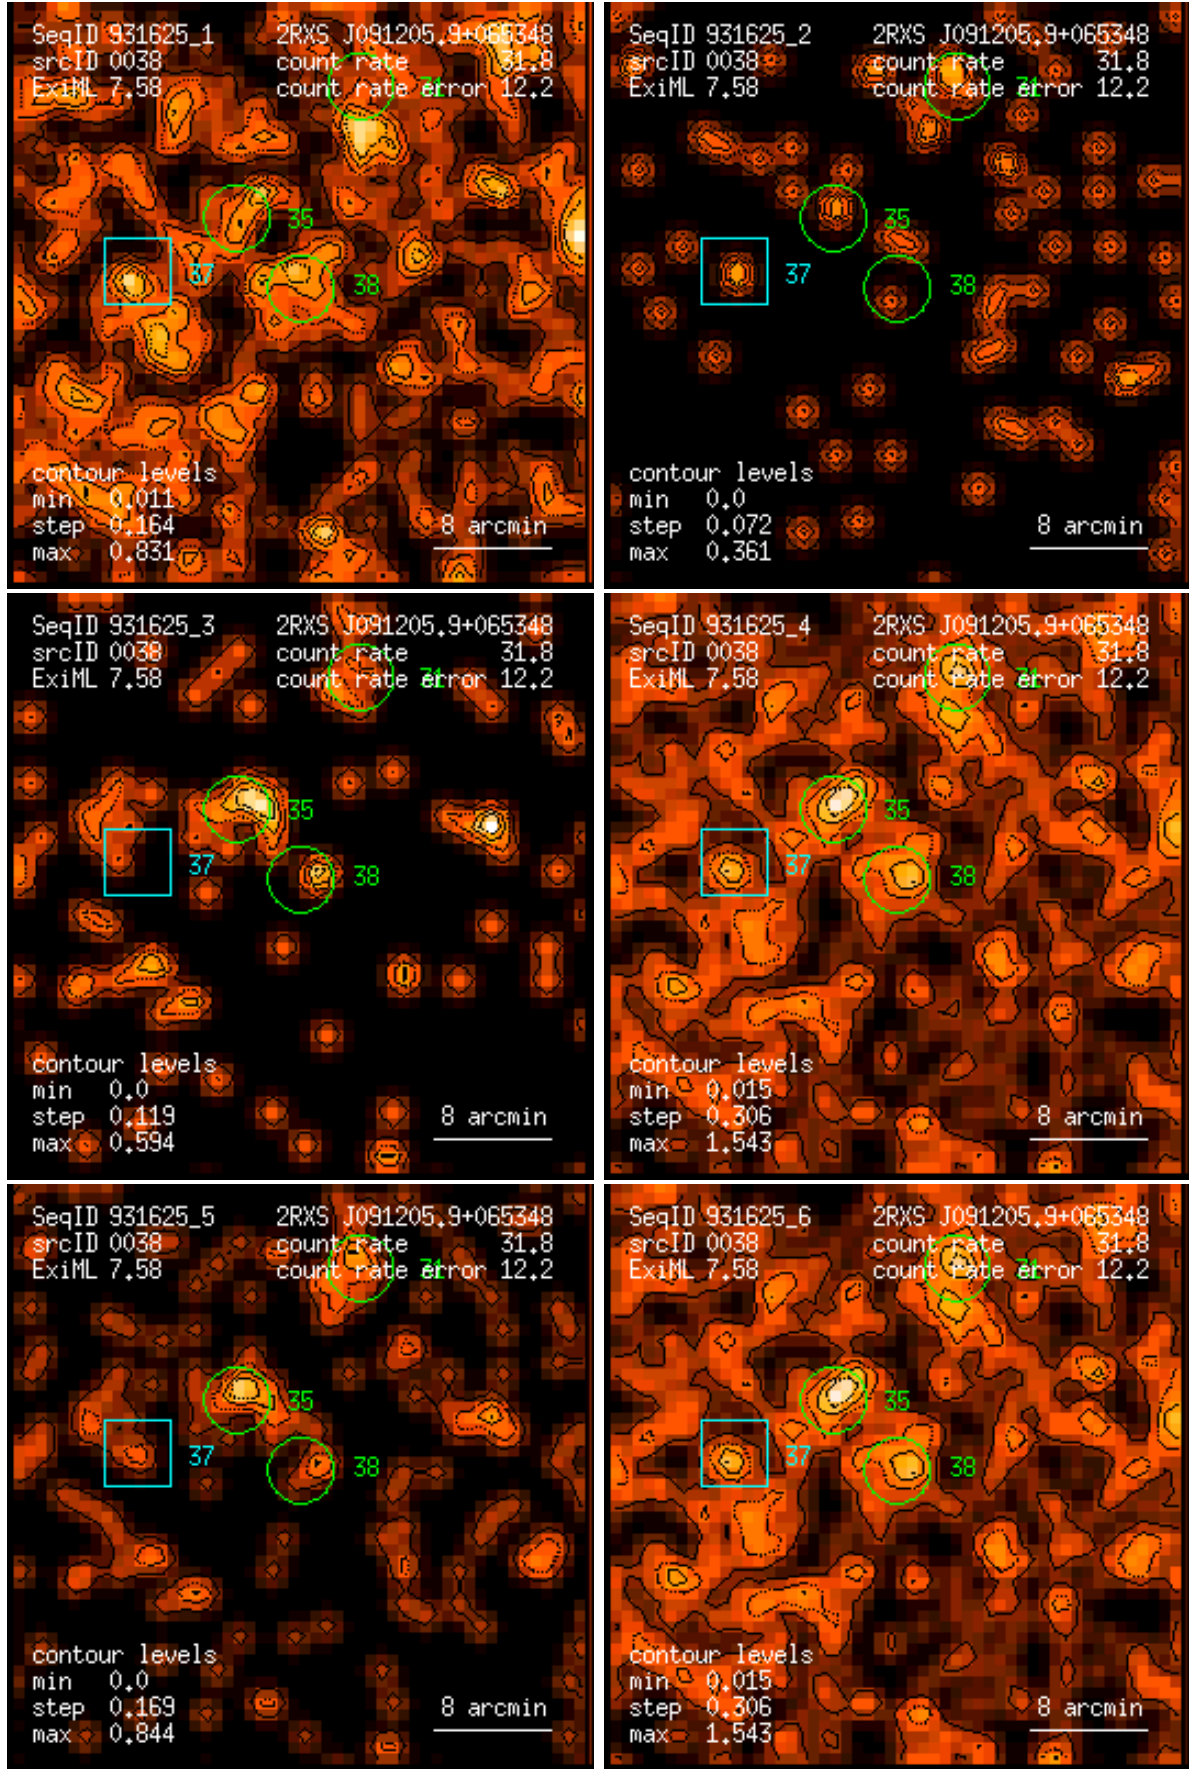 SeqID 931625_1 2RXS J091205.9+065348
srcID 0038 count rate 31.8
ExiML 7.58 count rate error 12.2
35
37
38
contour levels
min 0.011
step 0.164
max 0.831
8 arcmin
SeqID 931625_2 2RXS J091205.9+065348
srcID 0038 count rate 31.8
ExiML 7.58 count rate error 12.2
35
37
38
contour levels
min 0.0
step 0.072
max 0.361
8 arcmin
SeqID 931625_3 2RXS J091205.9+065348
srcID 0038 count rate 31.8
ExiML 7.58 count rate error 12.2
35
37
38
contour levels
min 0.0
step 0.119
max 0.594
8 arcmin
SeqID 931625_4 2RXS J091205.9+065348
srcID 0038 count rate 31.8
ExiML 7.58 count rate error 12.2
35
37
38
contour levels
min 0.015
step 0.306
max 1.543
8 arcmin
SeqID 931625_5 2RXS J091205.9+065348
srcID 0038 count rate 31.8
ExiML 7.58 count rate error 12.2
35
37
38
contour levels
min 0.0
step 0.169
max 0.844
8 arcmin
SeqID 931625_6 2RXS J091205.9+065348
srcID 0038 count rate 31.8
ExiML 7.58 count rate error 12.2
35
37
38
contour levels
min 0.015
step 0.306
max 1.543
8 arcmin